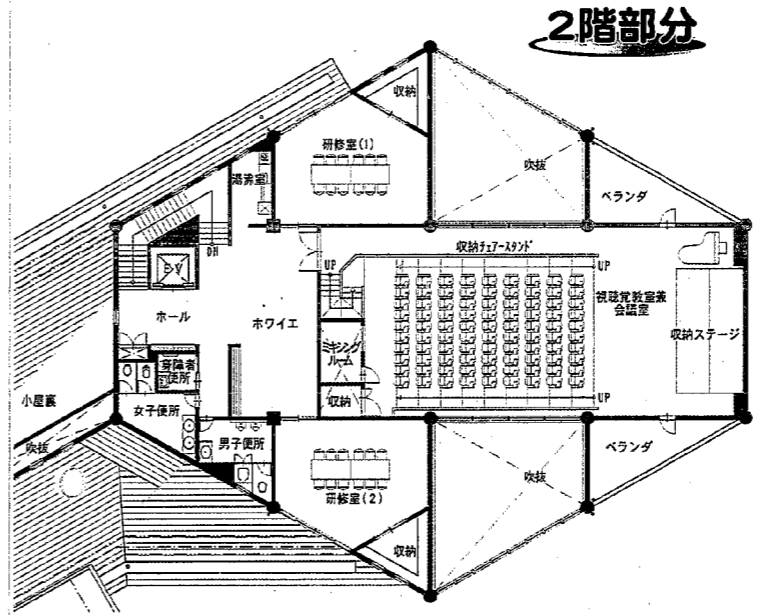 2階部分
収納
研修室(1)
吹抜
湯沸室
ベランダ
DN
EV
UP
収納チェアースタンド
UP
視聴覚教室兼
会議室
ホール
ホワイエ
ミキシング
ルーム
収納ステージ
身障者
便所
小屋裏
女子便所
収納
UP
男子便所
吹抜
ベランダ
吹抜
研修室(2)
収納